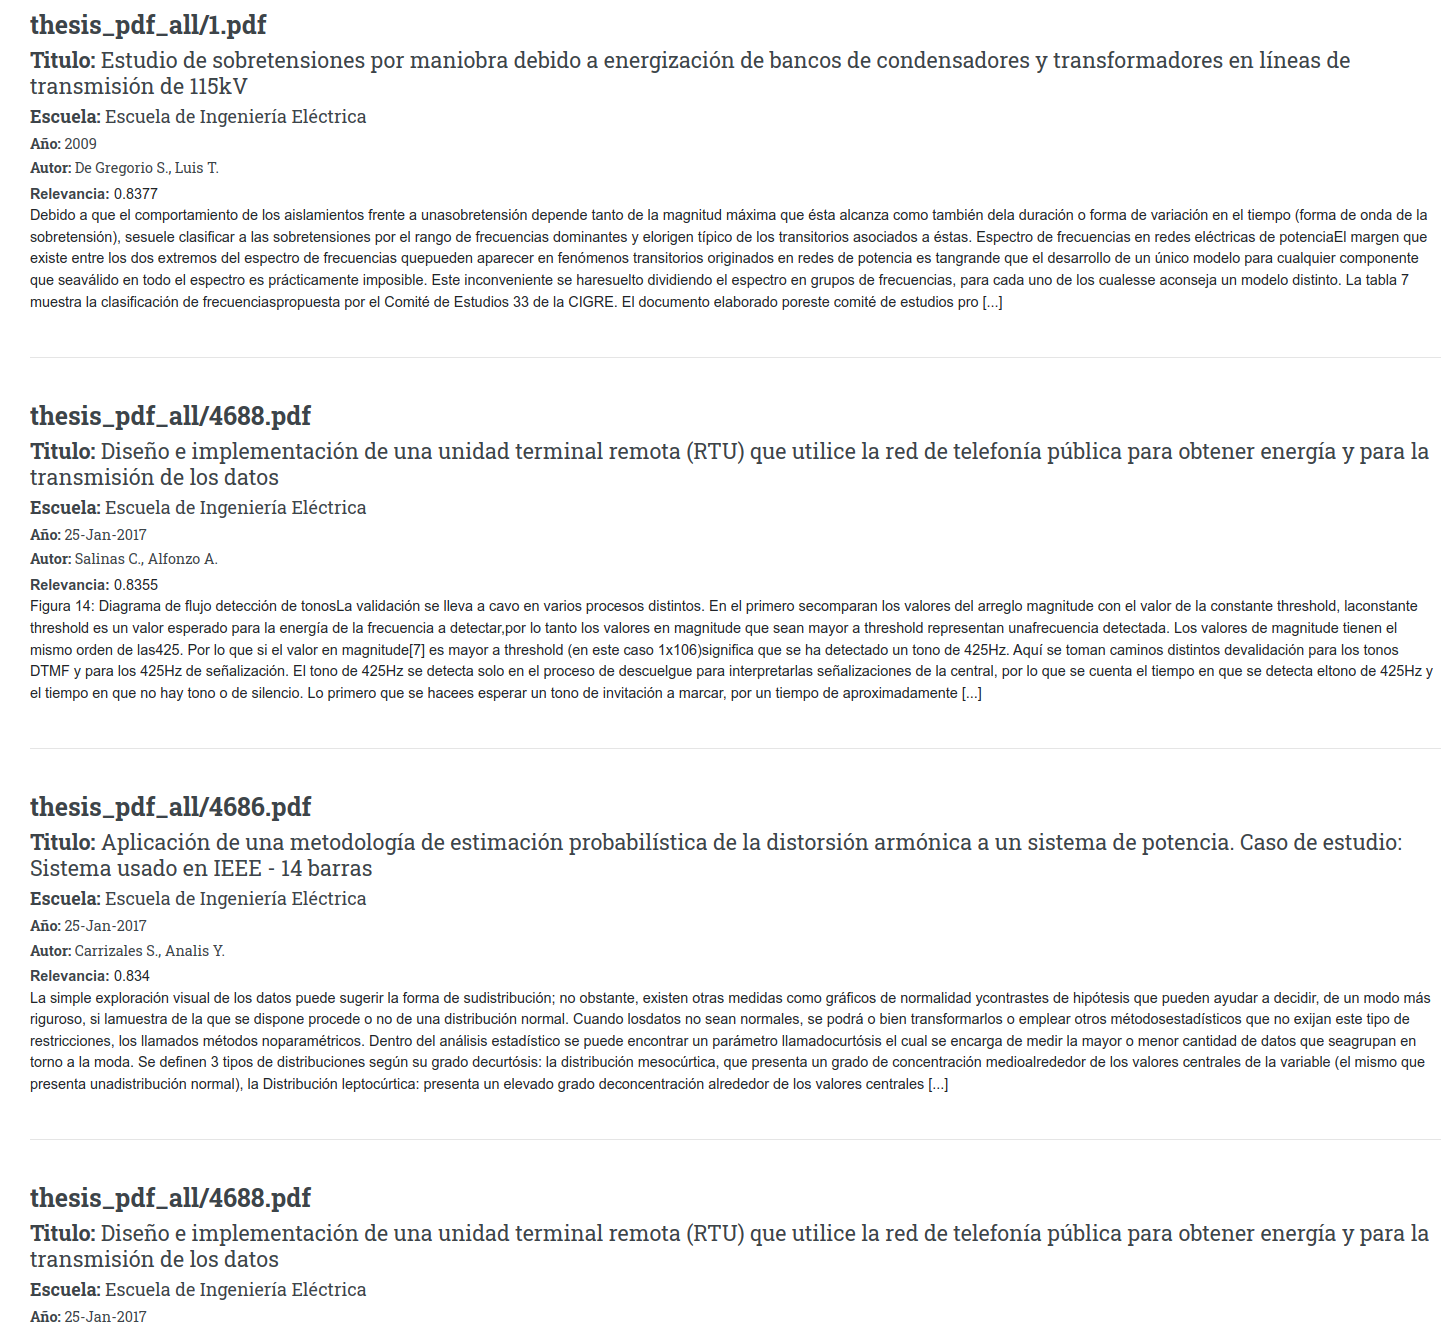 thesis_pdf_all/1.pdf
Titulo: Estudio de sobretensiones por maniobra debido a energización de bancos de condensadores y transformadores en líneas de
transmisión de 115kV
Escuela: Escuela de Ingeniería Eléctrica
Año: 2009
Autor: De Gregorio S., Luis T.
Relevancia: 0.8377
Debido a que el comportamiento de los aislamientos frente a unasobretensión depende tanto de la magnitud máxima que ésta alcanza como también dela duración o forma de variación en el tiempo (forma de onda de la
sobretensión), sesuele clasificar a las sobretensiones por el rango de frecuencias dominantes y elorigen típico de los transitorios asociados a éstas. Espectro de frecuencias en redes eléctricas de potenciaEl margen que
existe entre los dos extremos del espectro de frecuencias quepueden aparecer en fenómenos transitorios originados en redes de potencia es tangrande que el desarrollo de un único modelo para cualquier componente
que seaválido en todo el espectro es prácticamente imposible. Este inconveniente se haresuelto dividiendo el espectro en grupos de frecuencias, para cada uno de los cualesse aconseja un modelo distinto. La tabla 7
muestra la clasificación de frecuenciaspropuesta por el Comité de Estudios 33 de la CIGRE. El documento elaborado poreste comité de estudios pro [...]
thesis_pdf_all/4688.pdf
Titulo: Diseño e implementación de una unidad terminal remota (RTU) que utilice la red de telefonía pública para obtener energía y para la
transmisión de los datos
Escuela: Escuela de Ingeniería Eléctrica
Año: 25-Jan-2017
Autor: Salinas C., Alfonzo A.
Relevancia: 0.8355
Figura 14: Diagrama de flujo detección de tonosLa validación se lleva a cavo en varios procesos distintos. En el primero secomparan los valores del arreglo magnitude con el valor de la constante threshold, laconstante
threshold es un valor esperado para la energía de la frecuencia a detectar,por lo tanto los valores en magnitude que sean mayor a threshold representan unafrecuencia detectada. Los valores de magnitude tienen el
mismo orden de las425. Por lo que si el valor en magnitude[7] es mayor a threshold (en este caso 1x106)significa que se ha detectado un tono de 425Hz. Aquí se toman caminos distintos devalidación para los tonos
DTMF y para los 425Hz de señalización. El tono de 425Hz se detecta solo en el proceso de descuelgue para interpretarlas señalizaciones de la central, por lo que se cuenta el tiempo en que se detecta eltono de 425Hz y
el tiempo en que no hay tono o de silencio. Lo primero que se hacees esperar un tono de invitación a marcar, por un tiempo de aproximadamente [...]
thesis_pdf_all/4686.pdf
Titulo: Aplicación de una metodología de estimación probabilística de la distorsión armónica a un sistema de potencia. Caso de estudio:
Sistema usado en IEEE - 14 barras
Escuela: Escuela de Ingeniería Eléctrica
Año: 25-Jan-2017
Autor: Carrizales S., Analis Y.
Relevancia: 0.834
La simple exploración visual de los datos puede sugerir la forma de sudistribución; no obstante, existen otras medidas como gráficos de normalidad ycontrastes de hipótesis que pueden ayudar a decidir, de un modo más
riguroso, si lamuestra de la que se dispone procede o no de una distribución normal. Cuando losdatos no sean normales, se podrá o bien transformarlos o emplear otros métodosestadísticos que no exijan este tipo de
restricciones, los llamados métodos noparamétricos. Dentro del análisis estadístico se puede encontrar un parámetro llamadocurtósis el cual se encarga de medir la mayor o menor cantidad de datos que seagrupan en
torno a la moda. Se definen 3 tipos de distribuciones según su grado decurtósis: la distribución mesocúrtica, que presenta un grado de concentración medioalrededor de los valores centrales de la variable (el mismo que
presenta unadistribución normal), la Distribución leptocúrtica: presenta un elevado grado deconcentración alrededor de los valores centrales [...]
thesis_pdf_all/4688.pdf
Titulo: Diseño e implementación de una unidad terminal remota (RTU) que utilice la red de telefonía pública para obtener energía y para la
transmisión de los datos
Escuela: Escuela de Ingeniería Eléctrica
Año: 25-Jan-2017